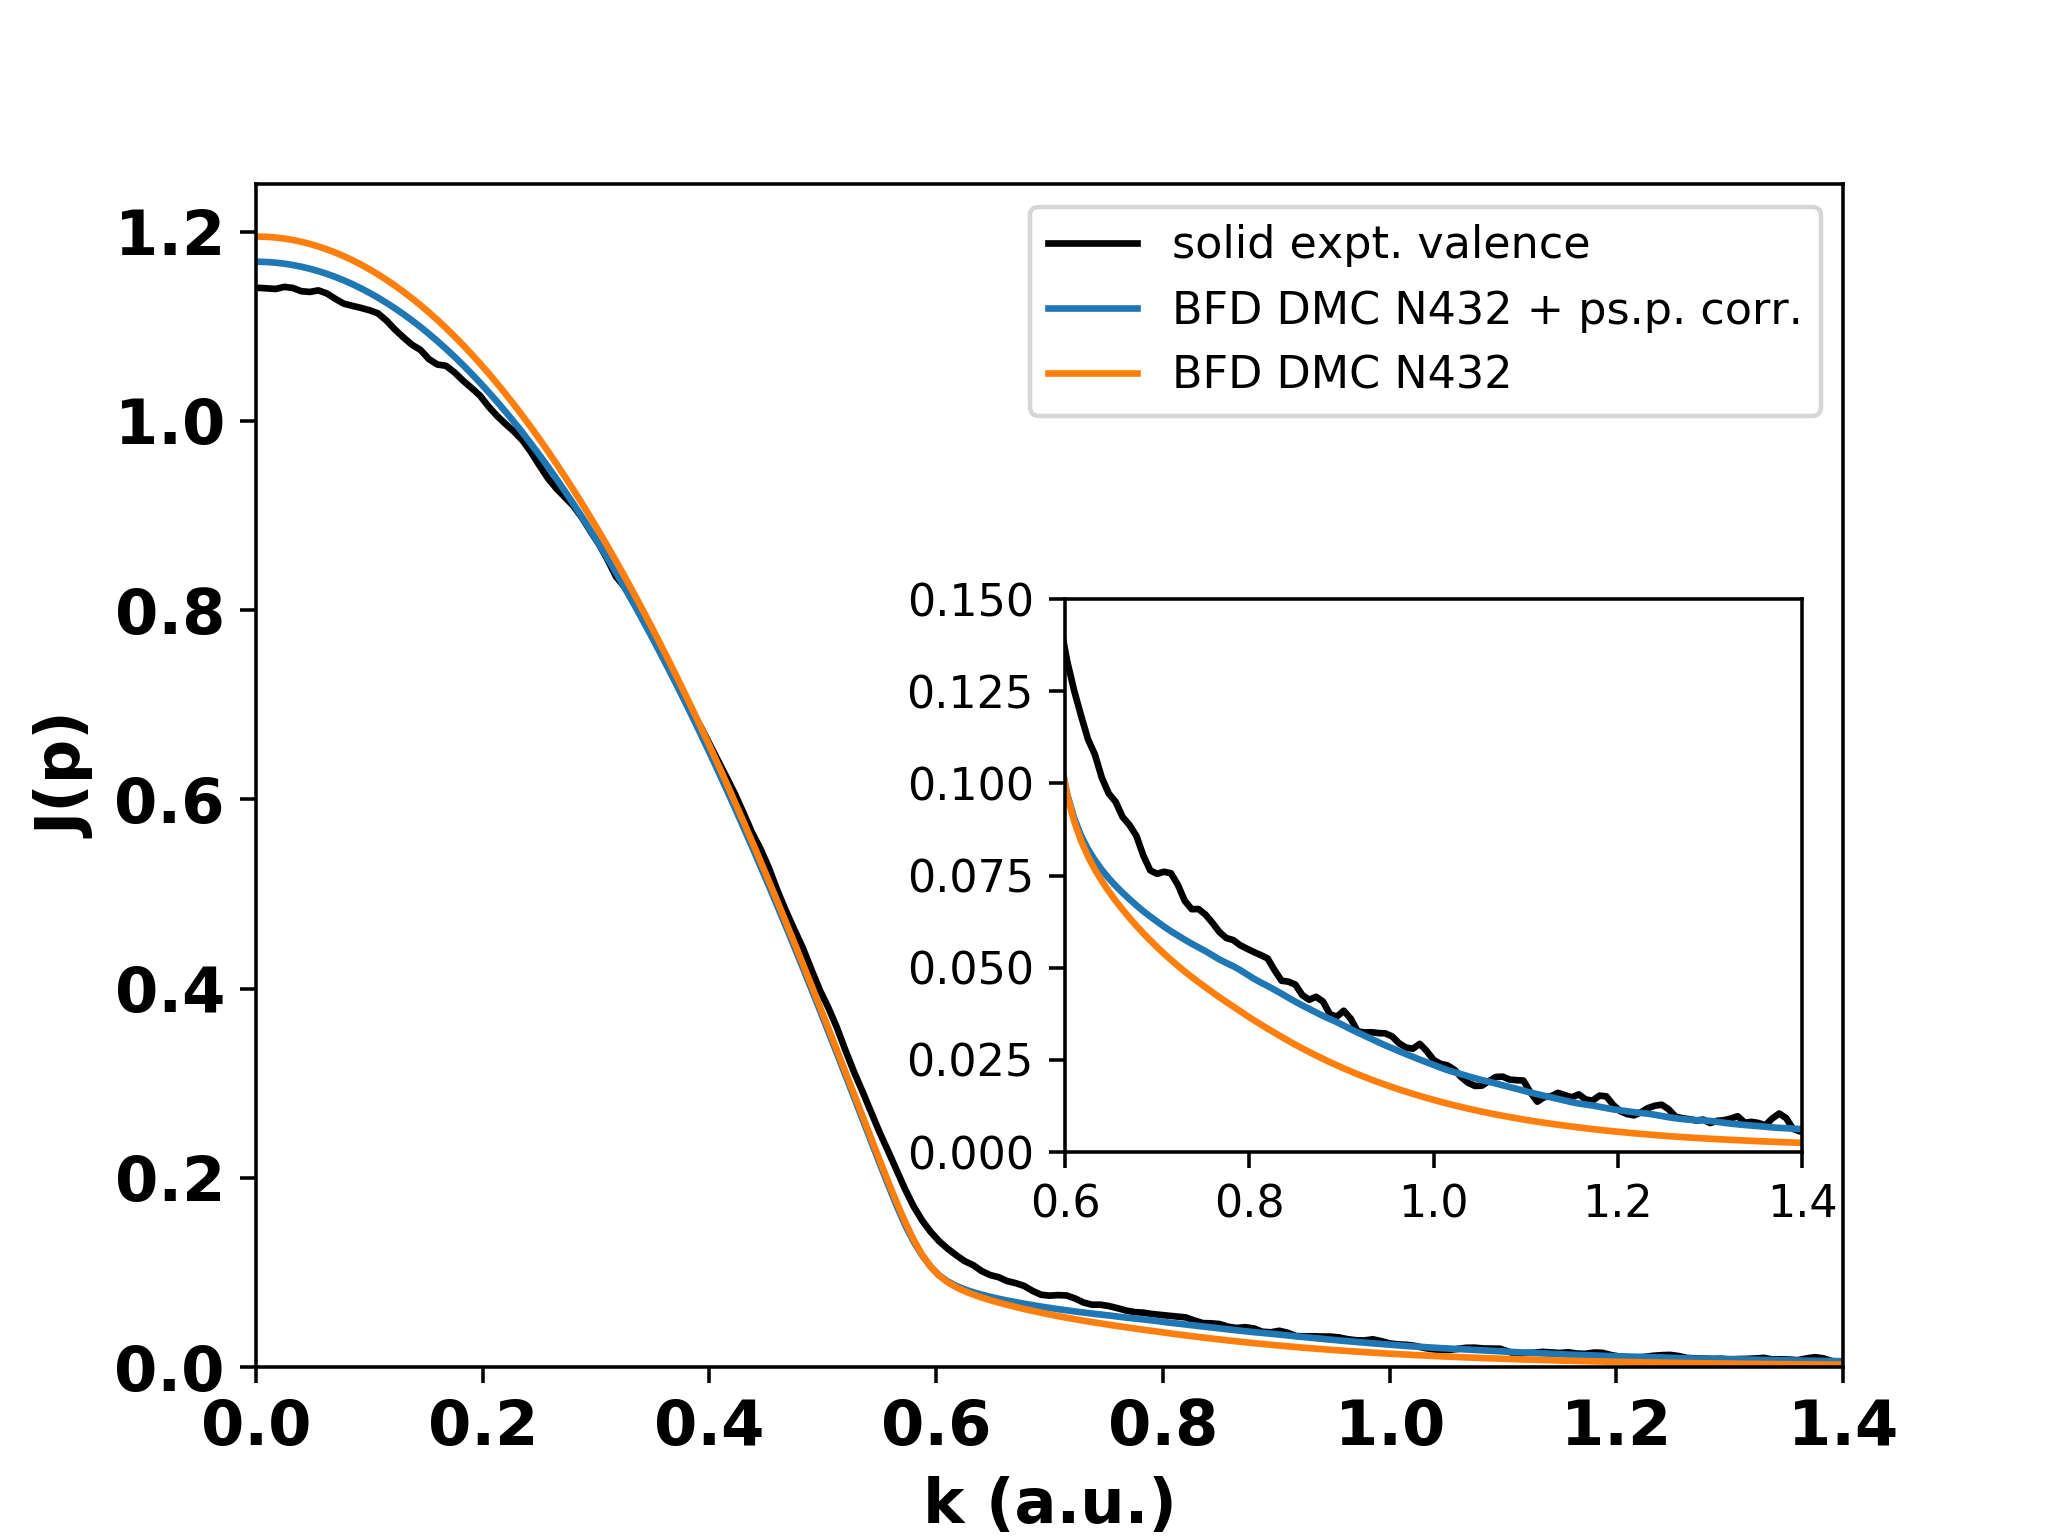 solid expt. valence
BFD DMC N432 + ps.p. corr.
BFD DMC N432
J(p)
1.2
1.0
0.8
0.6
0.4
0.2
0.0
0.0 0.2 0.4 0.6 0.8 1.0 1.2 1.4
k (a.u.)
0.150
0.125
0.100
0.075
0.050
0.025
0.000
0.6 0.8 1.0 1.2 1.4